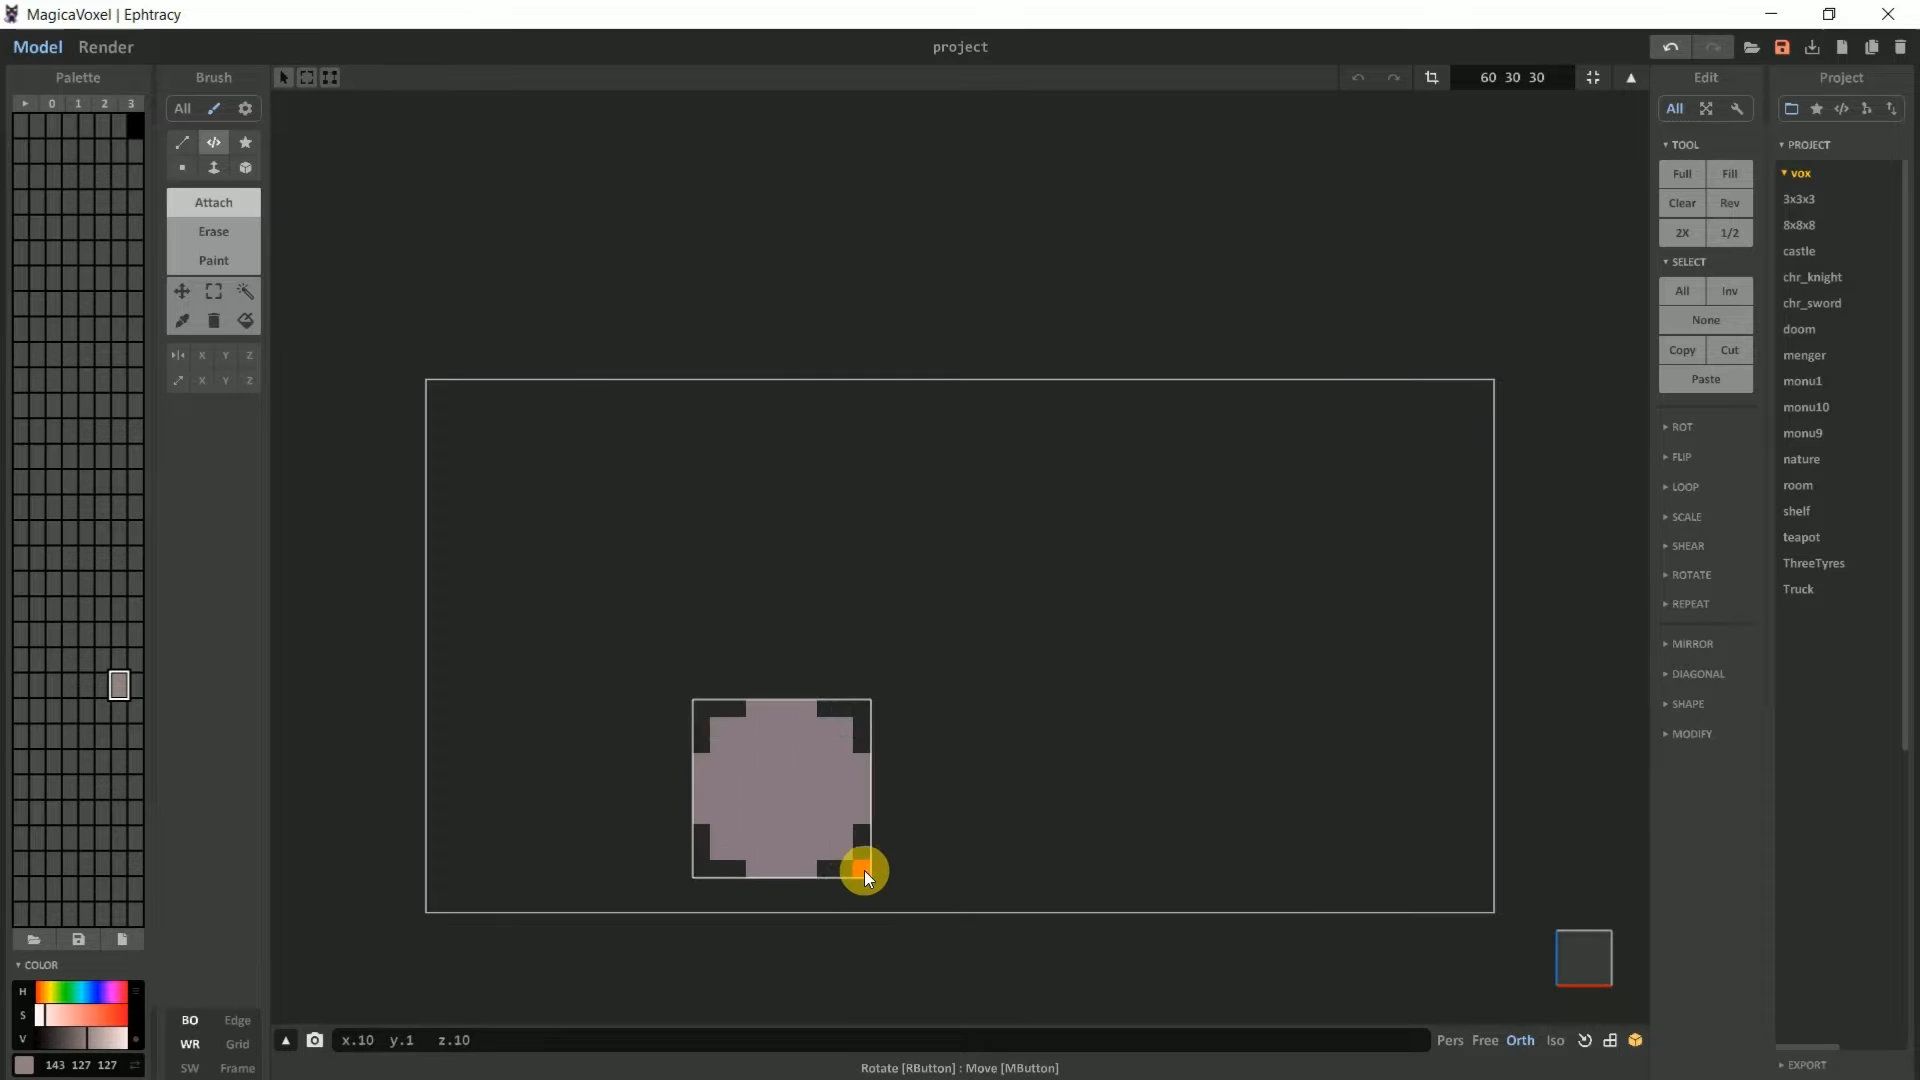 MagicaVoxel | Ephtracy
Model Render
project
Palette
Brush
60 30 30
Edit
Project
0 1 2 3
All
All
TOOL
PROJECT
Full Fill
vox
Attach
Clear Rev
3x3x3
Erase
2X 1/2
8x8x8
Paint
SELECT
castle
All Inv
chr_knight
None
chr_sword
doom
X Y Z
Copy Cut
menger
X Y Z
Paste
monu1
monu10
ROT
monu9
FLIP
nature
LOOP
room
SCALE
shelf
SHEAR
teapot
ROTATE
ThreeTyres
REPEAT
Truck
MIRROR
DIAGONAL
SHAPE
MODIFY
COLOR
H
S
V
143 127 127
BO Edge
WR Grid
SW Frame
x.10 y.1 z.10
Pers Free Orth Iso
Rotate [RButton] : Move [MButton]
EXPORT